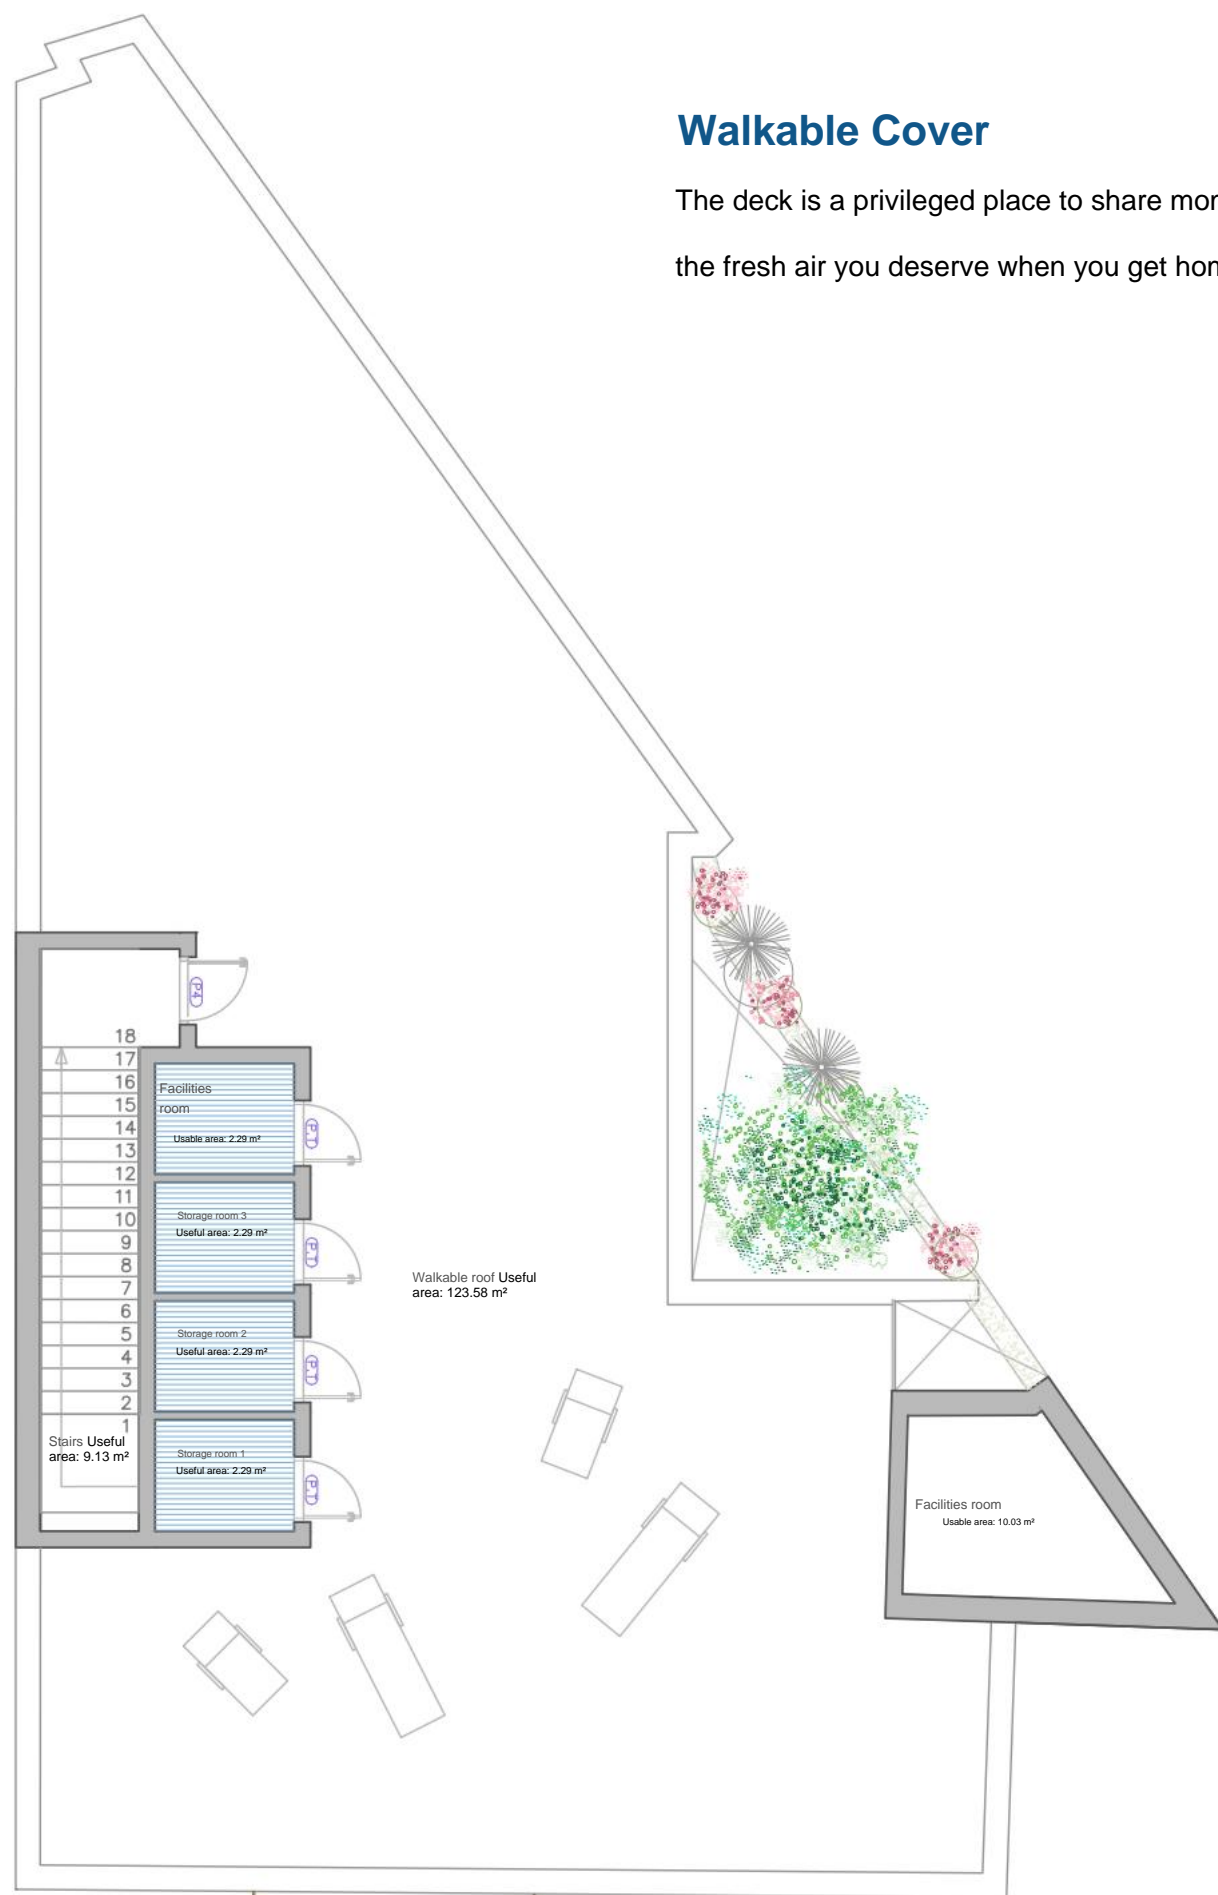 Walkable Cover
The deck is a privileged place to share mor
the fresh air you deserve when you get hom
P4
18
17
16
15
14
13
12
11
10
9
8
7
6
5
4
3
2
1
Stairs Useful
area: 9.13 m²
Facilities
room
Usable area: 2.29 m²
P.T
Storage room 3
Useful area: 2.29 m²
P.T
Storage room 2
Useful area: 2.29 m²
P.T
Storage room 1
Useful area: 2.29 m²
P.T
Walkable roof Useful
area: 123.58 m²
Facilities room
Usable area: 10.03 m²